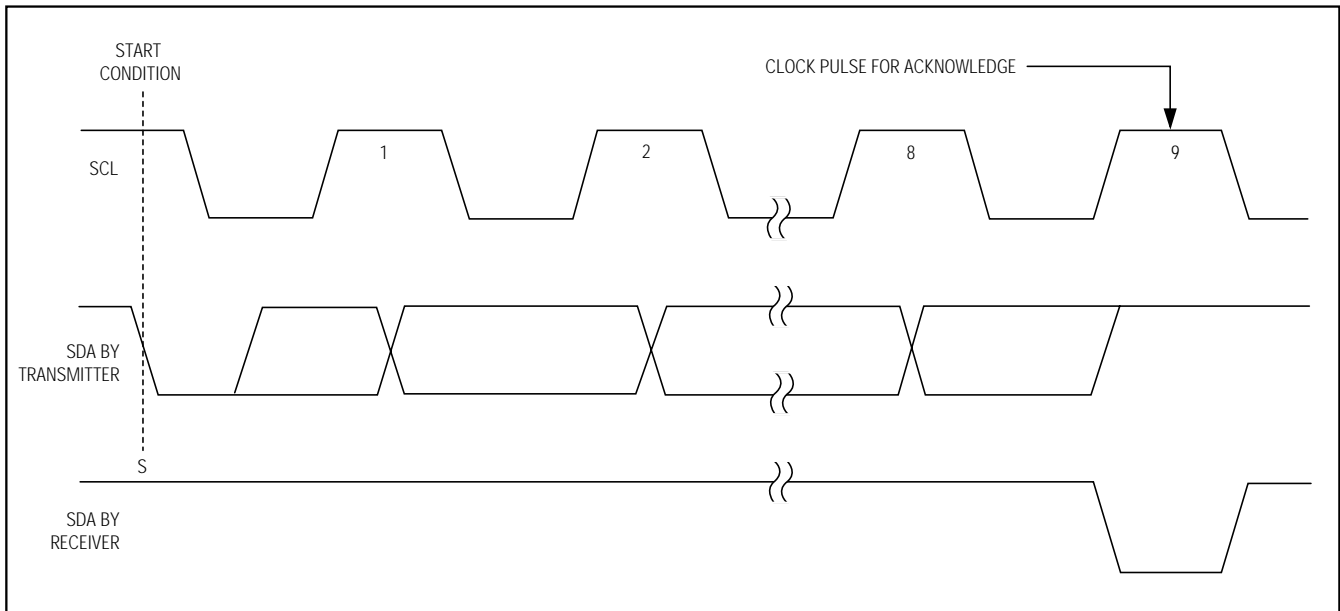 START
CONDITION
CLOCK PULSE FOR ACKNOWLEDGE
SCL
1
2
8
9
SDA BY
TRANSMITTER
S
SDA BY
RECEIVER